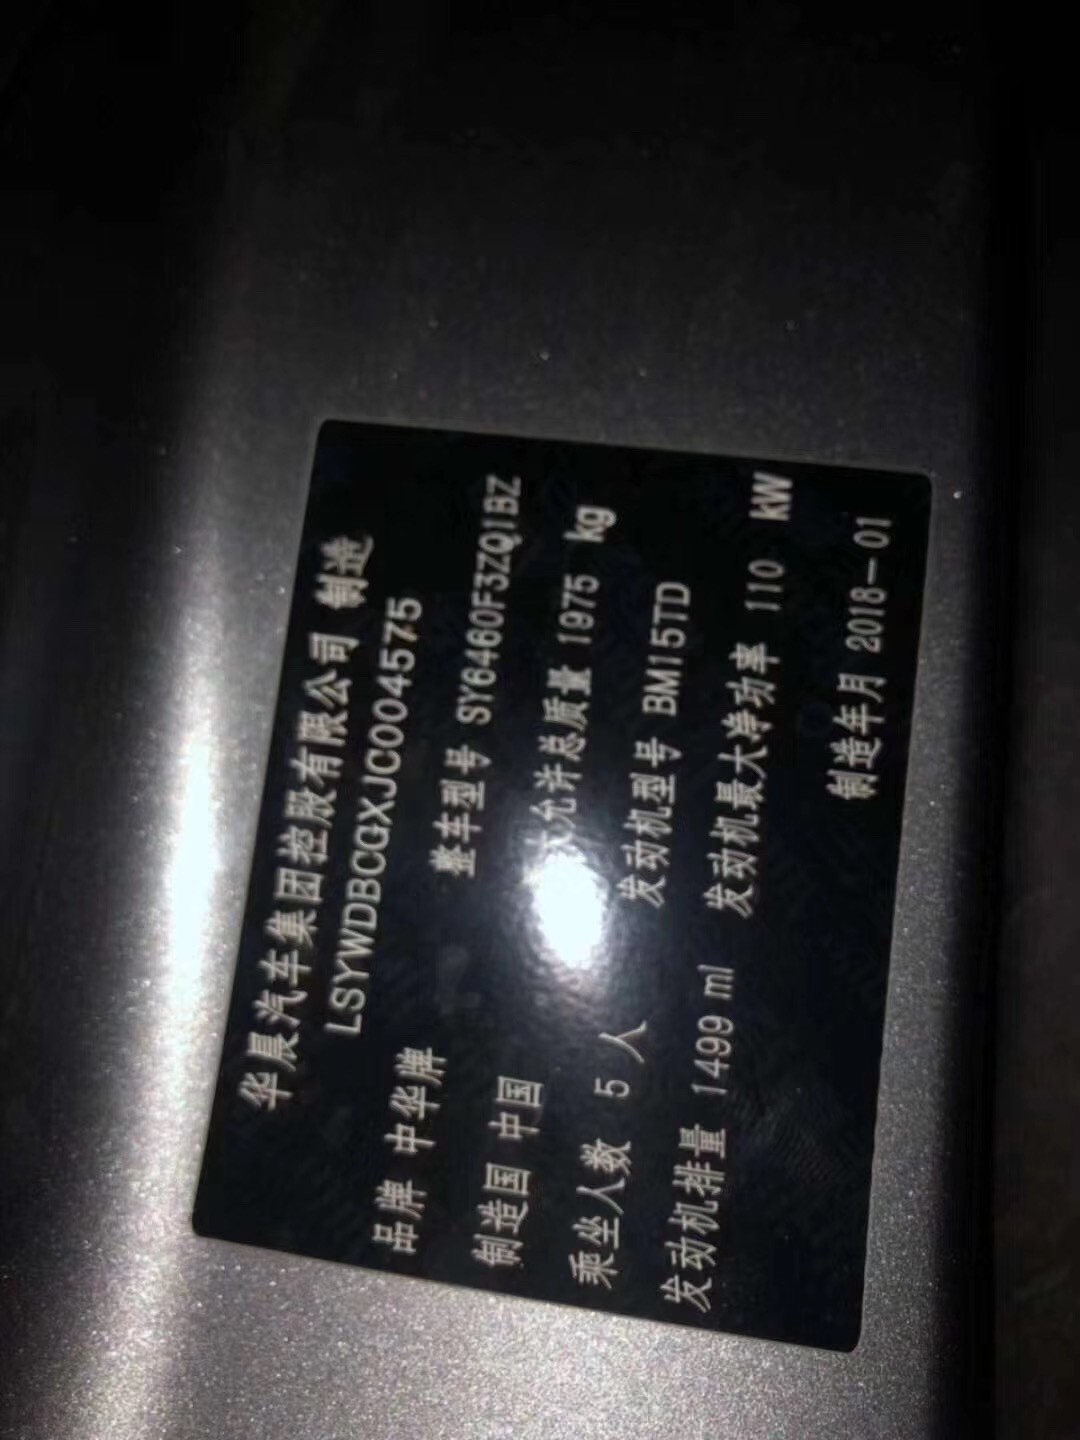 华晨汽车集团控股有限公司 制造
LSYWDBCQXJC004575
品牌 中华牌 整车型号 SY6460F3ZQ1BZ
制造国 中国 允许总质量 1975 kg
乘坐人数 5 人 发动机型号 BM15TD
发动机排量 1499 ml 发动机最大净功率 110 kW
制造年月 2018-01